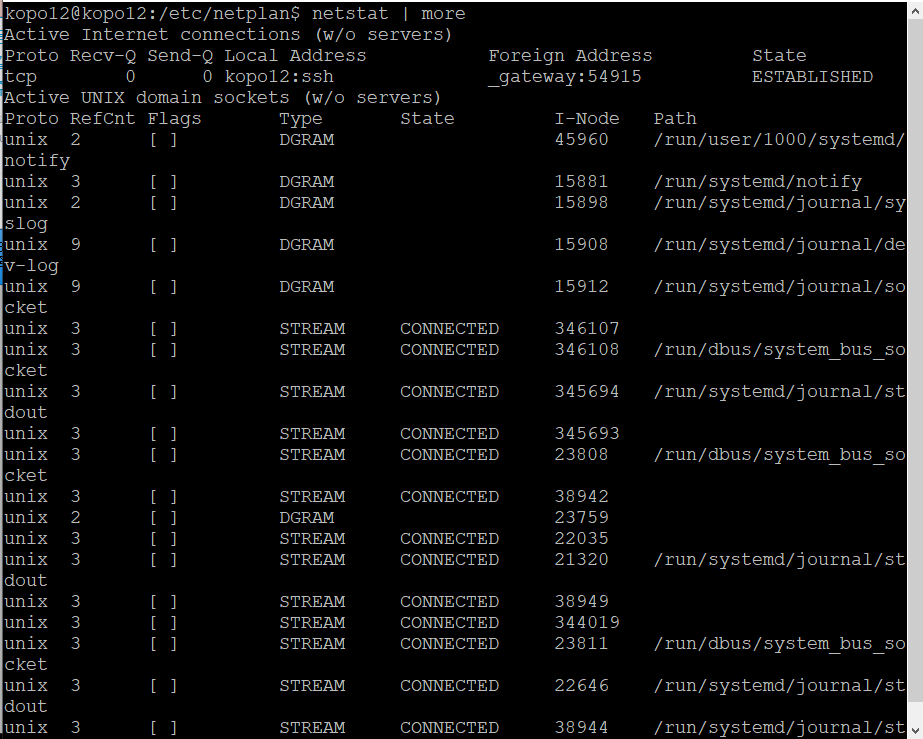 kopo12@kopo12:/etc/netplan$ netstat | more
Active Internet connections (w/o servers)
Proto Recv-Q Send-Q Local Address           Foreign Address         State
tcp        0      0 kopo12:ssh              _gateway:54915          ESTABLISHED
Active UNIX domain sockets (w/o servers)
Proto RefCnt Flags       Type       State         I-Node   Path
unix  2      [ ]         DGRAM                    45960    /run/user/1000/systemd/
notify
unix  3      [ ]         DGRAM                    15881    /run/systemd/notify
unix  2      [ ]         DGRAM                    15898    /run/systemd/journal/sy
slog
unix  9      [ ]         DGRAM                    15908    /run/systemd/journal/de
v-log
unix  9      [ ]         DGRAM                    15912    /run/systemd/journal/so
cket
unix  3      [ ]         STREAM     CONNECTED     346107
unix  3      [ ]         STREAM     CONNECTED     346108   /run/dbus/system_bus_so
cket
unix  3      [ ]         STREAM     CONNECTED     345694   /run/systemd/journal/st
dout
unix  3      [ ]         STREAM     CONNECTED     345693
unix  3      [ ]         STREAM     CONNECTED     23808    /run/dbus/system_bus_so
cket
unix  3      [ ]         STREAM     CONNECTED     38942
unix  2      [ ]         DGRAM                    23759
unix  3      [ ]         STREAM     CONNECTED     22035
unix  3      [ ]         STREAM     CONNECTED     21320    /run/systemd/journal/st
dout
unix  3      [ ]         STREAM     CONNECTED     38949
unix  3      [ ]         STREAM     CONNECTED     344019
unix  3      [ ]         STREAM     CONNECTED     23811    /run/dbus/system_bus_so
cket
unix  3      [ ]         STREAM     CONNECTED     22646    /run/systemd/journal/st
dout
unix  3      [ ]         STREAM     CONNECTED     38944    /run/systemd/journal/st